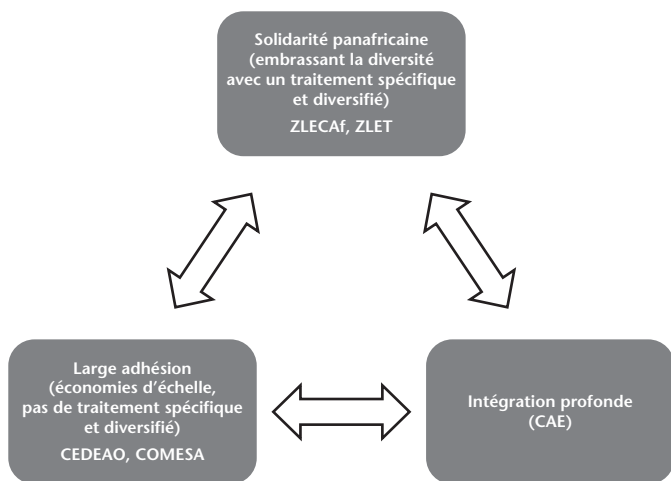 Solidarité panafricaine
(embrassant la diversité
avec un traitement spécifique
et diversifié)
ZLECAf, ZLET
Large adhésion
(économies d’échelle,
pas de traitement spécifique
et diversifié)
CEDEAO, COMESA
Intégration profonde
(CAE)